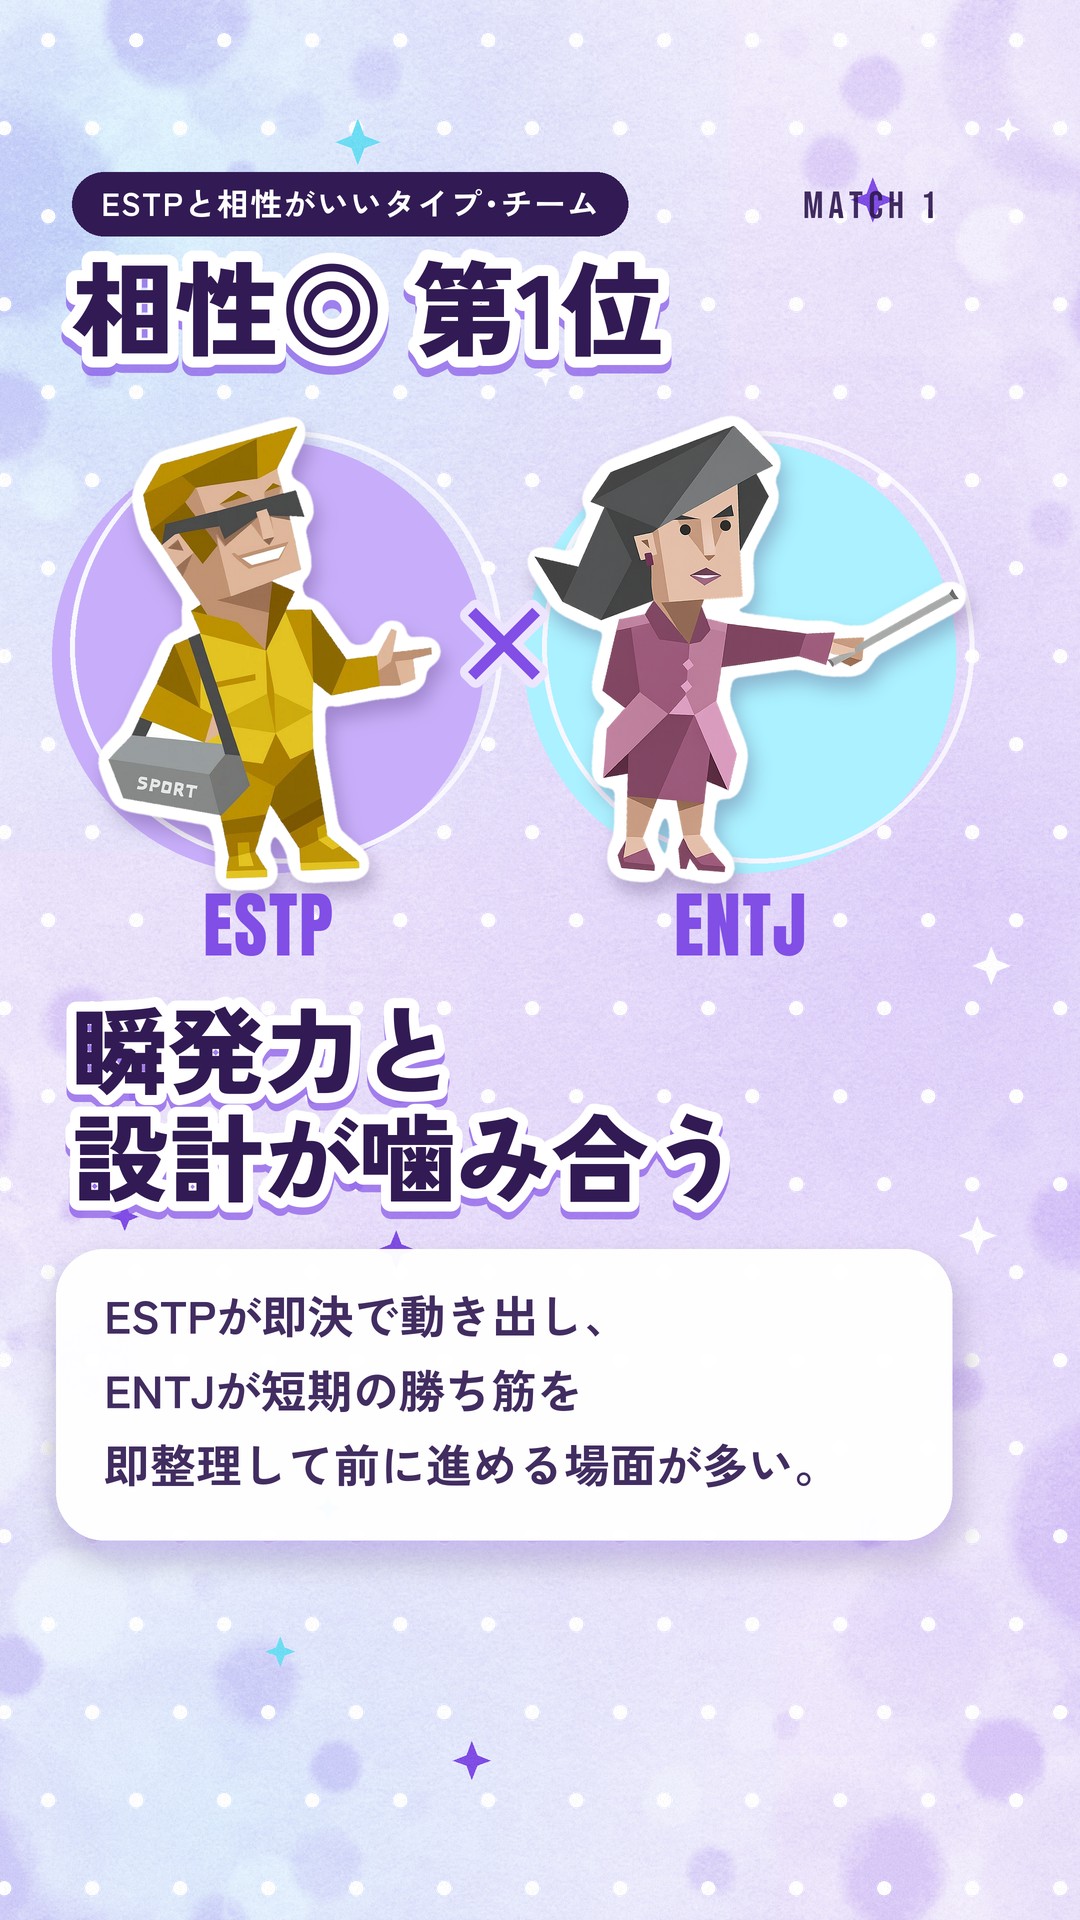 ESTPと相性がいいタイプ・チーム
MATCH 1
相性◎ 第1位
SPORT
ESTP
×
ENTJ
瞬発力と
設計が噛み合う
ESTPが即決で動き出し、
ENTJが短期の勝ち筋を
即整理して前に進める場面が多い。